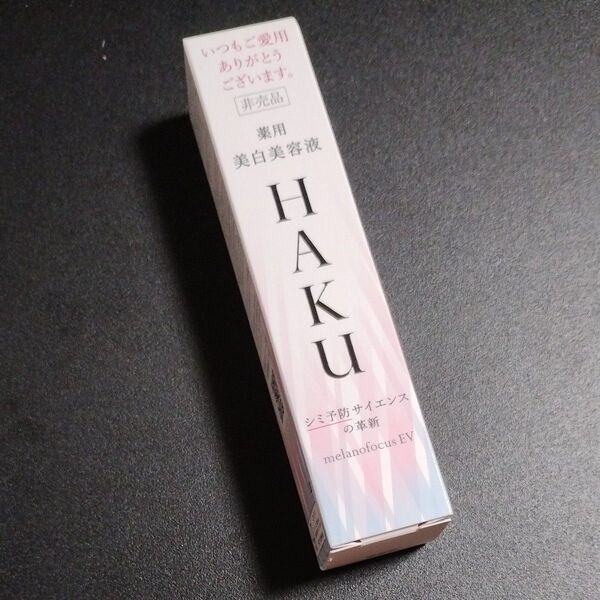 いつもご愛用
ありがとう
ございます。
非売品
薬用
美白美容液
HAKU
シミ予防サイエンス
の革新
melanofocus EV